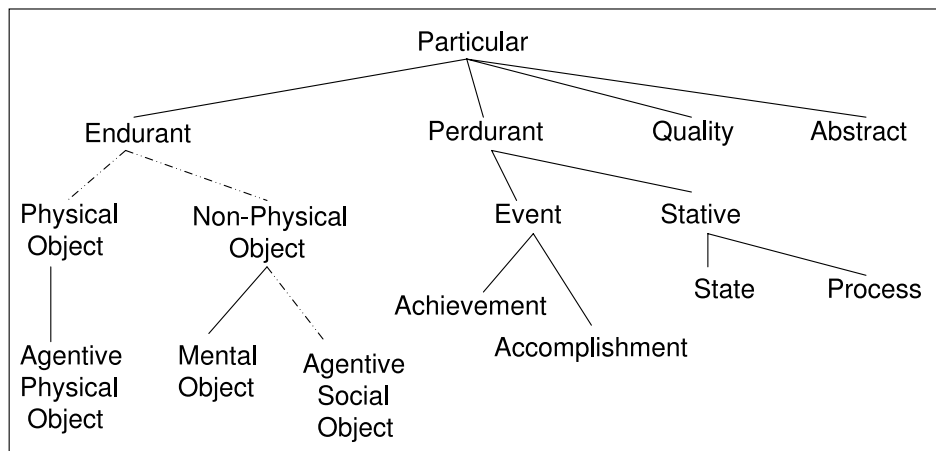 Particular
Endurant
Perdurant
Quality
Abstract
Physical
Object
Non-Physical
Object
Event
Stative
Achievement
Accomplishment
State
Process
Agentive
Physical
Object
Mental
Object
Agentive
Social
Object